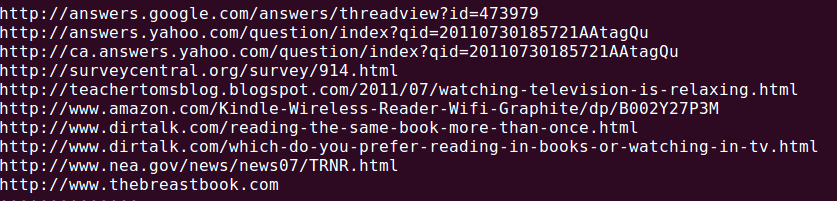 http://answers.google.com/answers/threadview?id=473979
http://answers.yahoo.com/question/index?qid=20110730185721AAtagQu
http://ca.answers.yahoo.com/question/index?qid=20110730185721AAtagQu
http://surveycentral.org/survey/914.html
http://teachertomsblog.blogspot.com/2011/07/watching-television-is-relaxing.html
http://www.amazon.com/Kindle-Wireless-Reader-Wifi-Graphite/dp/B002Y27P3M
http://www.dirtalk.com/reading-the-same-book-more-than-once.html
http://www.dirtalk.com/which-do-you-prefer-reading-in-books-or-watching-in-tv.html
http://www.nea.gov/news/news07/TRNR.html
http://www.thebreastbook.com